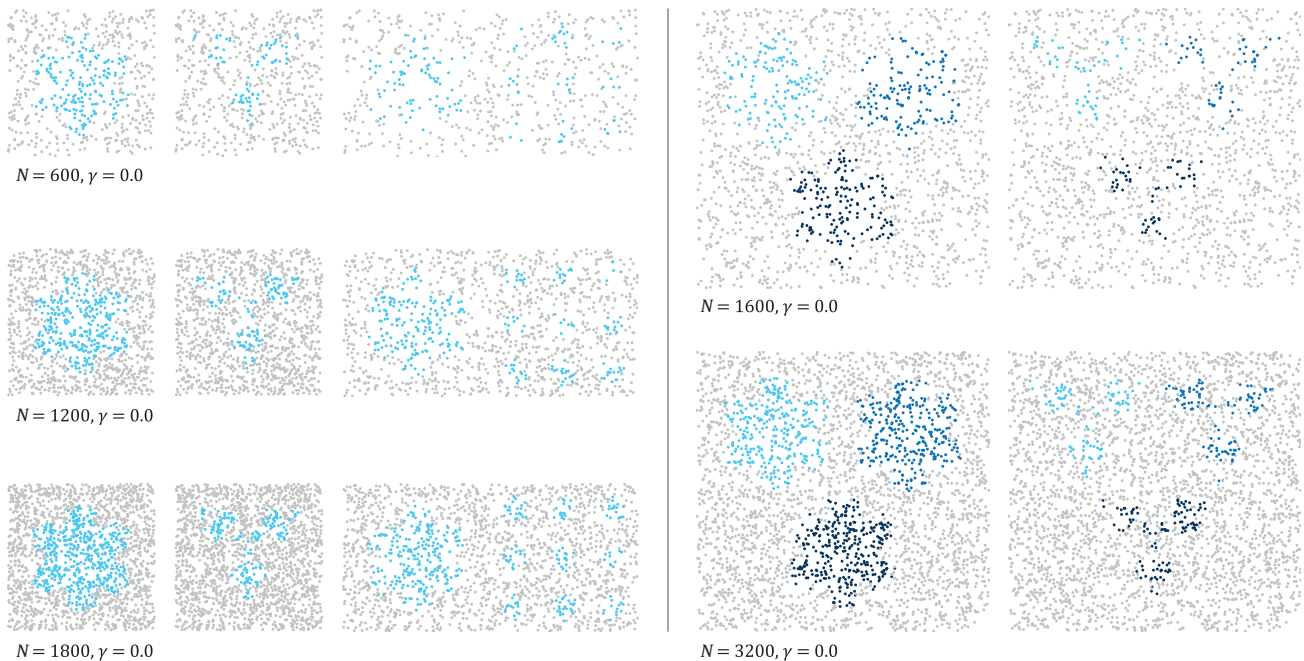 N = 600, γ = 0.0
N = 1200, γ = 0.0
N = 1800, γ = 0.0
N = 1600, γ = 0.0
N = 3200, γ = 0.0